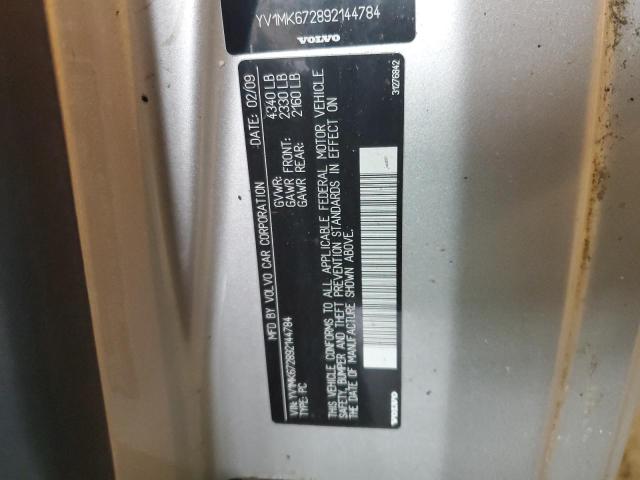 YV1MK672892144784
VOLVO
MFD BY VOLVO CAR CORPORATION DATE: 02/09
GVWR: 4340 LB
GAWR FRONT: 2330 LB
GAWR REAR: 2160 LB
VIN: YV1MK672892144784
TYPE: PC
THIS VEHICLE CONFORMS TO ALL APPLICABLE FEDERAL MOTOR VEHICLE
SAFETY, BUMPER AND THEFT PREVENTION STANDARDS IN EFFECT ON
THE DATE OF MANUFACTURE SHOWN ABOVE.
VOLVO
31276842